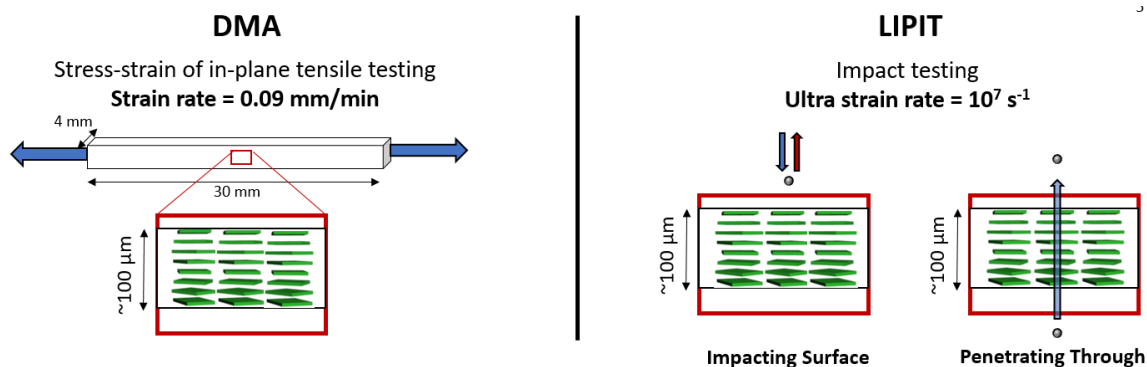 DMA
Stress-strain of in-plane tensile testing
Strain rate = 0.09 mm/min
4 mm
30 mm
~100 µm
LIPIT
Impact testing
Ultra strain rate = 10⁷ s⁻¹
~100 µm
~100 µm
Impacting Surface
Penetrating Through